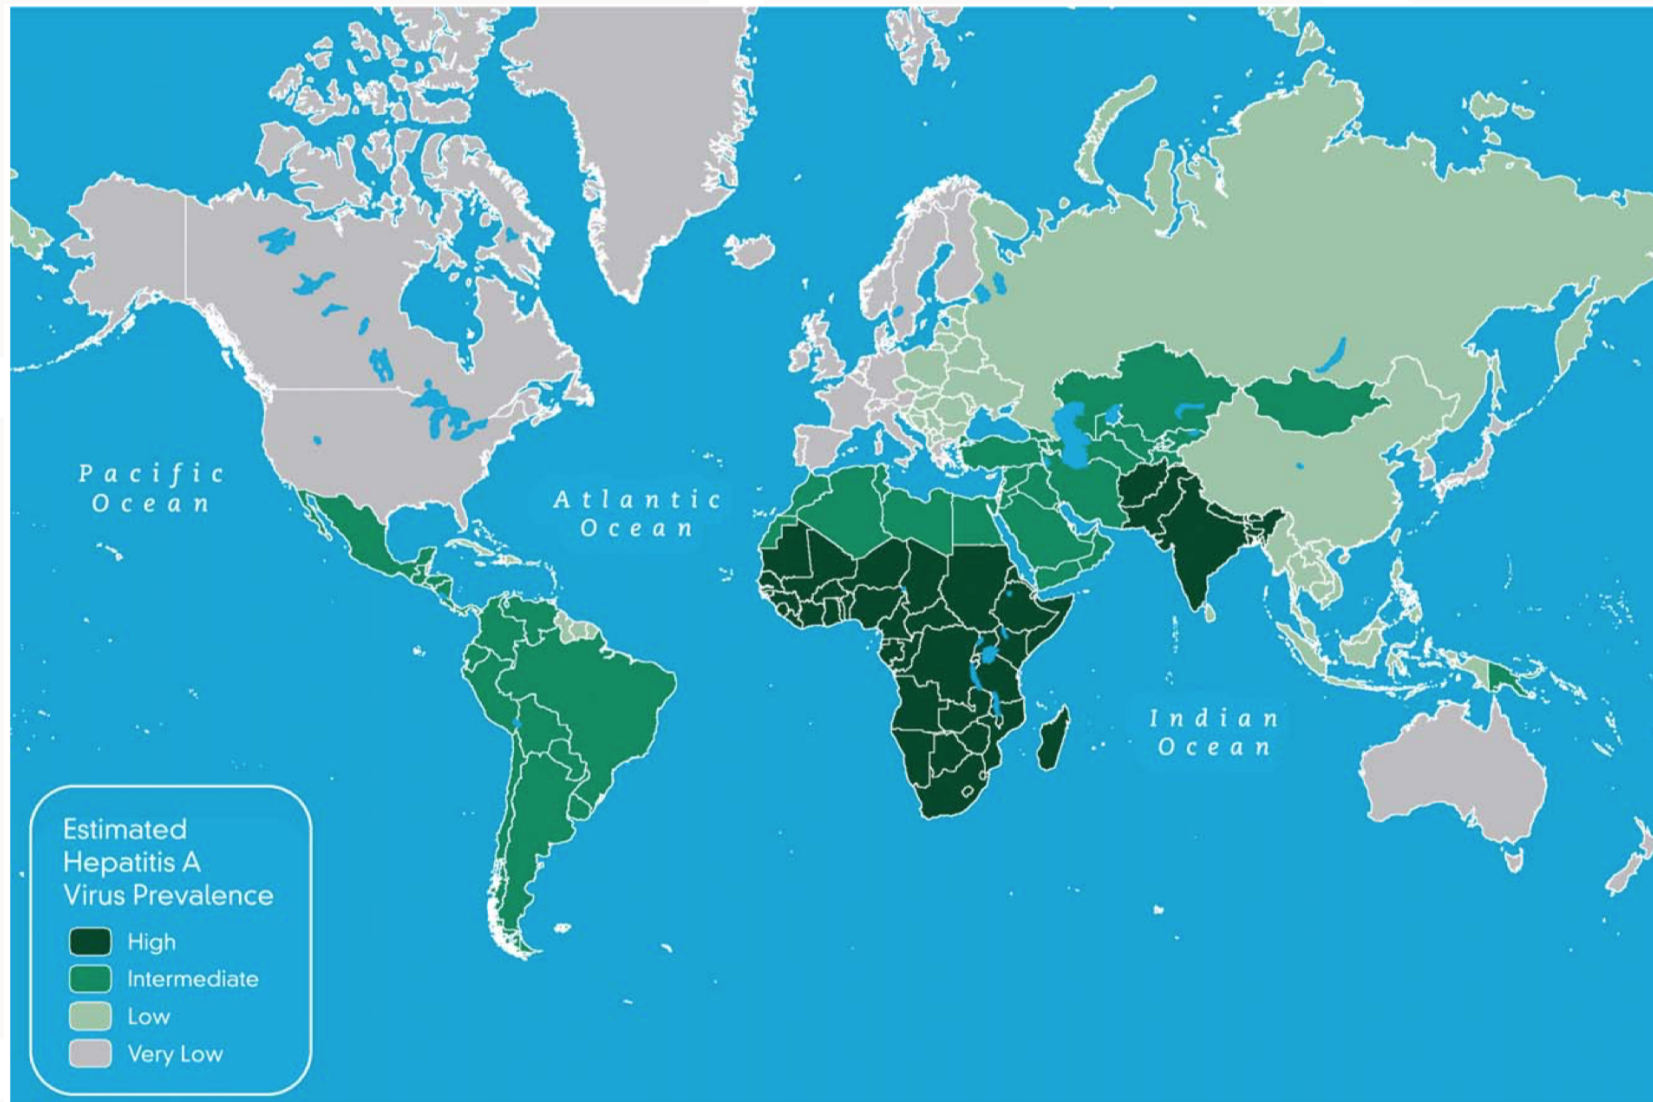 Pacific
Ocean
Atlantic
Ocean
Indian
Ocean
Estimated
Hepatitis A
Virus Prevalence
High
Intermediate
Low
Very Low